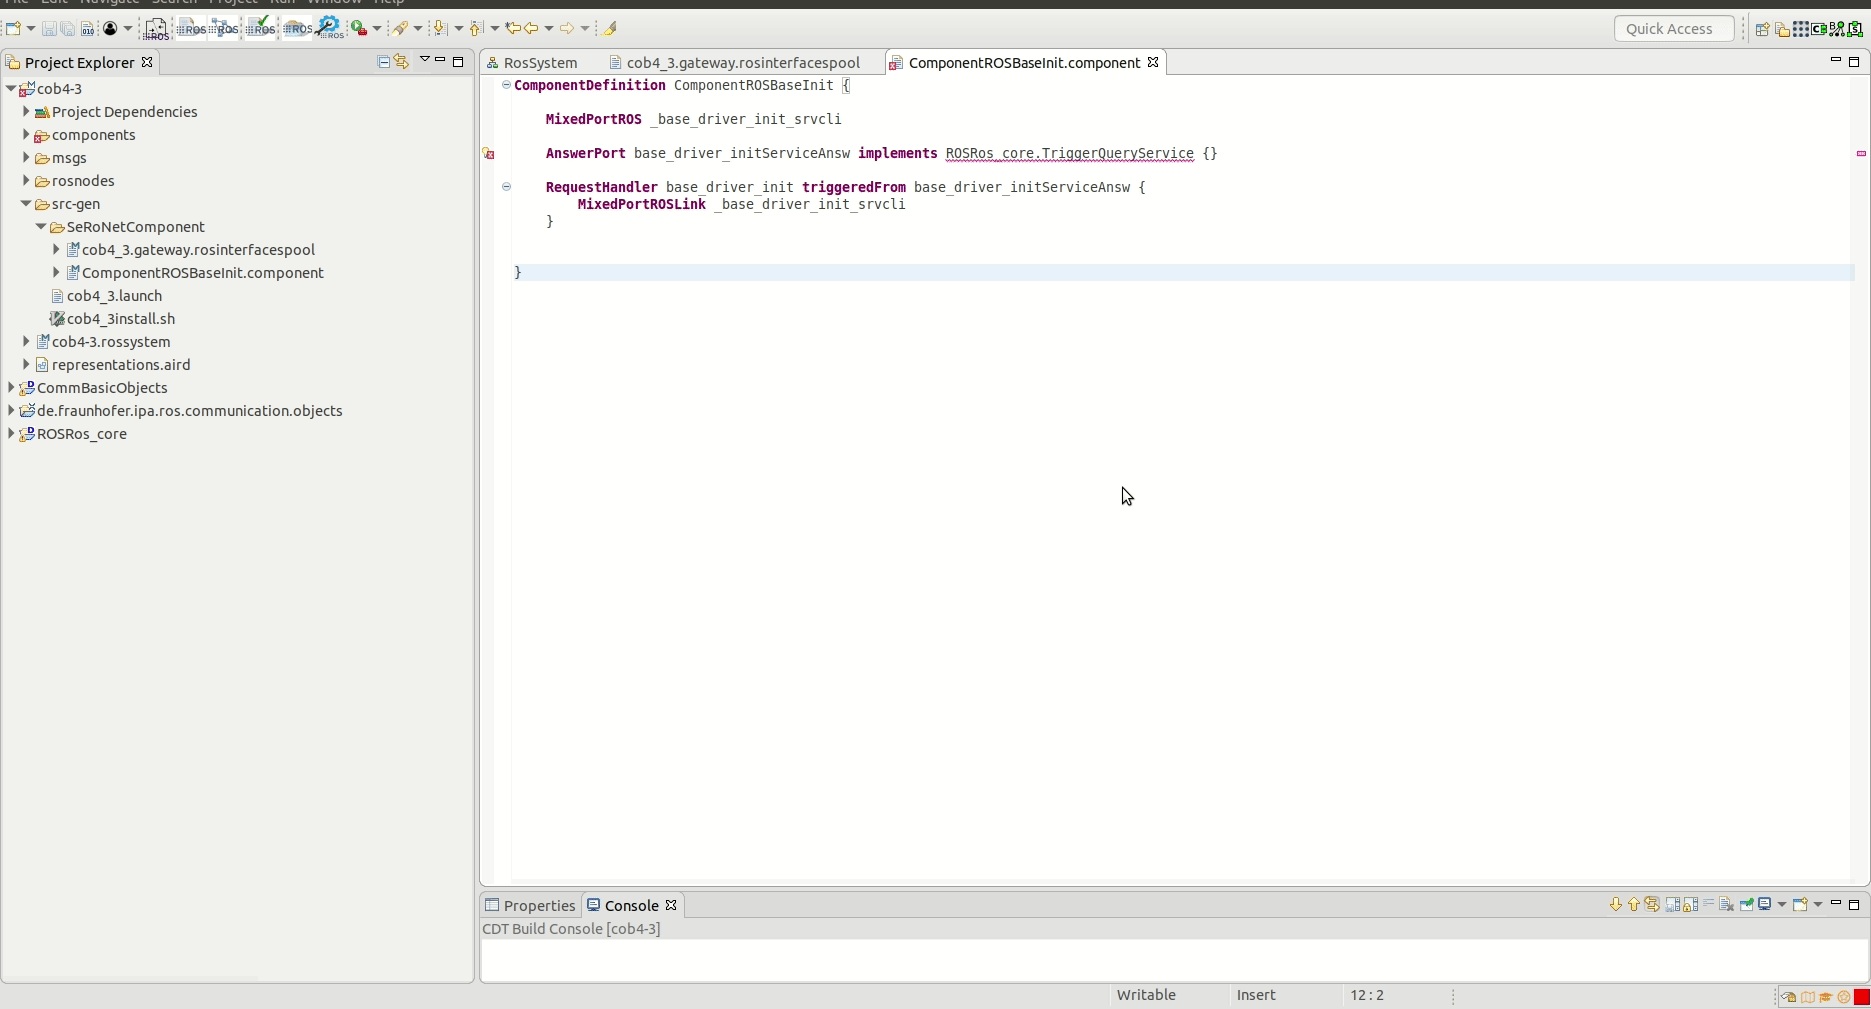 File Edit Navigate Search Project Run Window Help
Quick Access
Project Explorer
cob4-3
Project Dependencies
components
msgs
rosnodes
src-gen
SeRoNetComponent
cob4_3.gateway.rosinterfacespool
ComponentROSBaseInit.component
cob4_3.launch
cob4_3install.sh
cob4-3.rossystem
representations.aird
CommBasicObjects
de.fraunhofer.ipa.ros.communication.objects
ROSRos_core
RosSystem
cob4_3.gateway.rosinterfacespool
ComponentROSBaseInit.component
ComponentDefinition ComponentROSBaseInit {
MixedPortROS _base_driver_init_srvcli
AnswerPort base_driver_initServiceAnsw implements ROSRos_core.TriggerQueryService {}
RequestHandler base_driver_init triggeredFrom base_driver_initServiceAnsw {
MixedPortROSLink _base_driver_init_srvcli
}
}
Properties
Console
CDT Build Console [cob4-3]
Writable
Insert
12 : 2